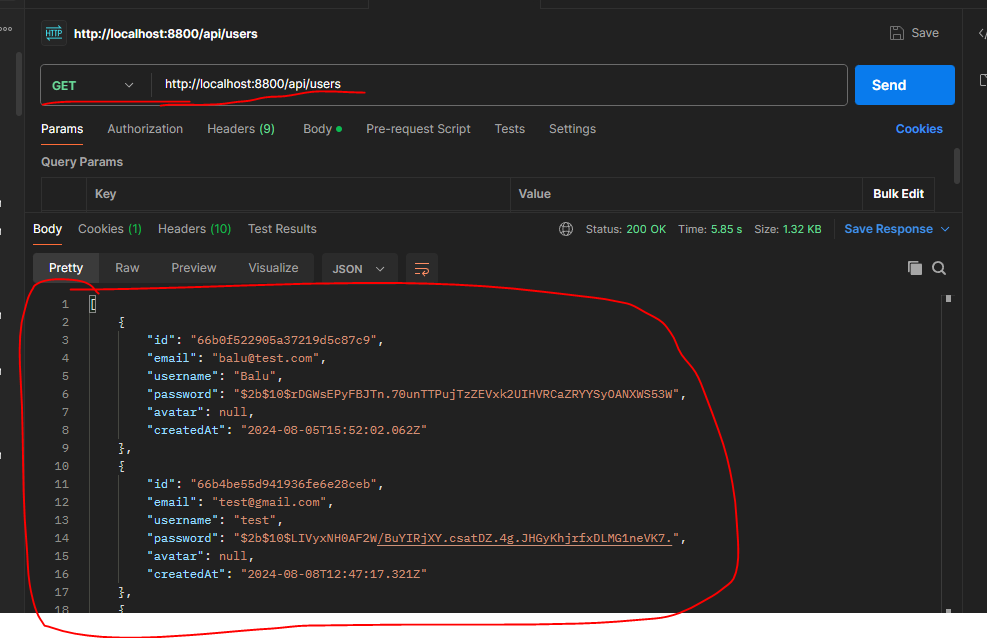 HTTP http://localhost:8800/api/users Save
GET http://localhost:8800/api/users Send
Params Authorization Headers (9) Body Pre-request Script Tests Settings Cookies
Query Params
Key Value Bulk Edit
Body Cookies (1) Headers (10) Test Results Status: 200 OK Time: 5.85 s Size: 1.32 KB Save Response
Pretty Raw Preview Visualize JSON
1 [
2 {
3 "id": "66b0f522905a37219d5c87c9",
4 "email": "balu@test.com",
5 "username": "Balu",
6 "password": "$2b$10$rDGWsEPyFBJTn.70unTTPujTzZEVxk2UIHVRCaZRYYSyOANXWS53W",
7 "avatar": null,
8 "createdAt": "2024-08-05T15:52:02.062Z"
9 },
10 {
11 "id": "66b4be55d941936fe6e28ceb",
12 "email": "test@gmail.com",
13 "username": "test",
14 "password": "$2b$10$LIVyxNH0AF2W/BuYIRjXY.csatDZ.4g.JHGyKhjrfxDLMG1neVK7.",
15 "avatar": null,
16 "createdAt": "2024-08-08T12:47:17.321Z"
17 },
18 {